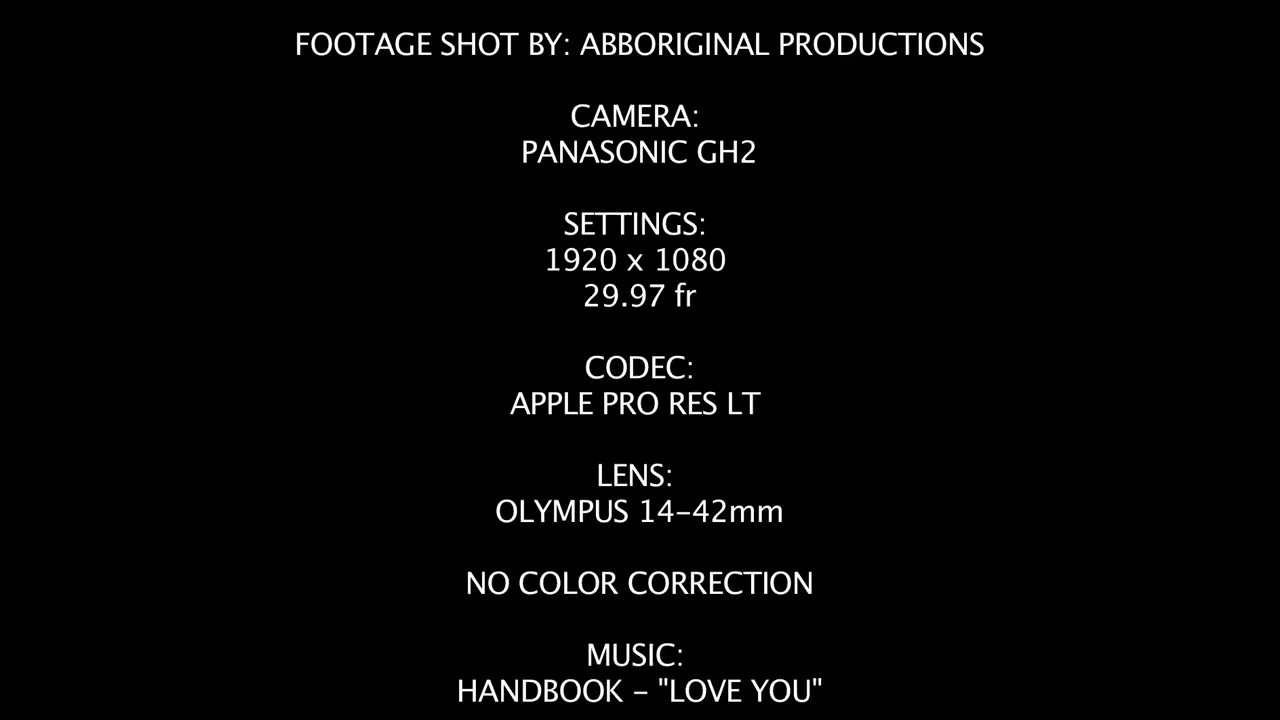 FOOTAGE SHOT BY: ABBORIGINAL PRODUCTIONS
CAMERA:
PANASONIC GH2
SETTINGS:
1920 x 1080
29.97 fr
CODEC:
APPLE PRO RES LT
LENS:
OLYMPUS 14-42mm
NO COLOR CORRECTION
MUSIC:
HANDBOOK - "LOVE YOU"